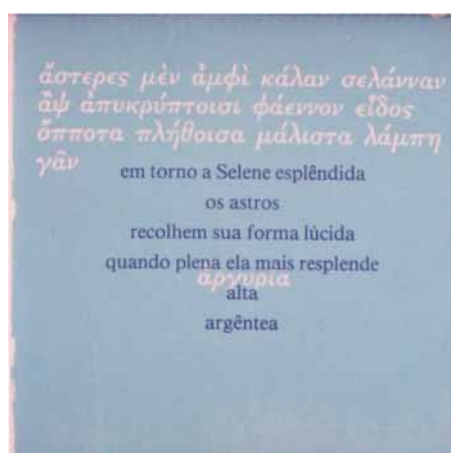 ἄστερες μὲν ἀμφὶ κάλαν σελάνναν
ἂψ ἀπυκρύπτοισι φάεννον εἶδος
ὄπποτα πλήθοισα μάλιστα λάμπη
γᾶν
em torno a Selene esplêndida
os astros
recolhem sua forma lúcida
quando plena ela mais resplende
ἀργυρία
alta
argêntea